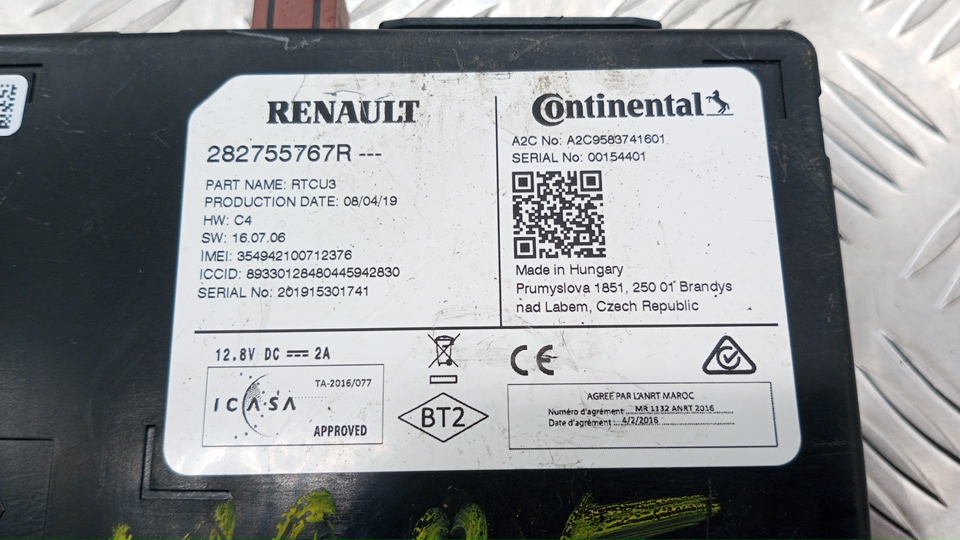 RENAULT
282755767R ---
PART NAME: RTCU3
PRODUCTION DATE: 08/04/19
HW: C4
SW: 16.07.06
IMEI: 354942100712376
ICCID: 89330128480445942830
SERIAL No: 201915301741
Continental
A2C No: A2C9583741601
SERIAL No: 00154401
Made in Hungary
Prumyslova 1851, 250 01 Brandys
nad Labem, Czech Republic
12.8V DC 2A
TA-2016/077
ICASA
APPROVED
BT2
CE
AGREE PAR L'ANRT MAROC
Numéro d'agrément: MR 1132 ANRT 2016
Date d'agrément: 4/2/2016